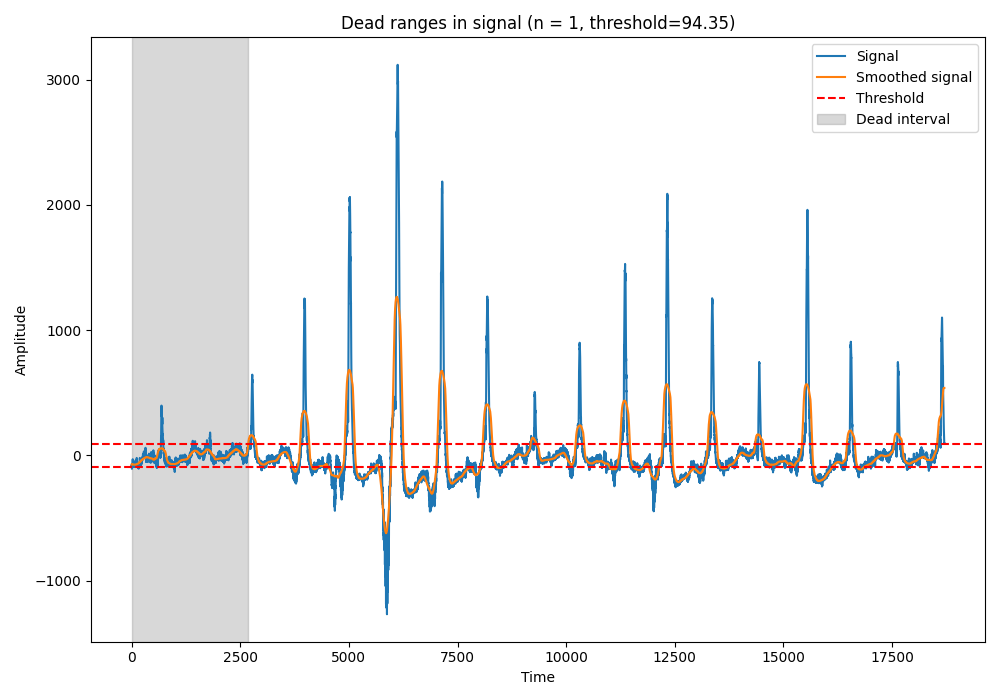 Dead ranges in signal (n = 1, threshold=94.35)
Signal
Smoothed signal
Threshold
Dead interval
Amplitude
3000
2000
1000
0
−1000
0 2500 5000 7500 10000 12500 15000 17500
Time